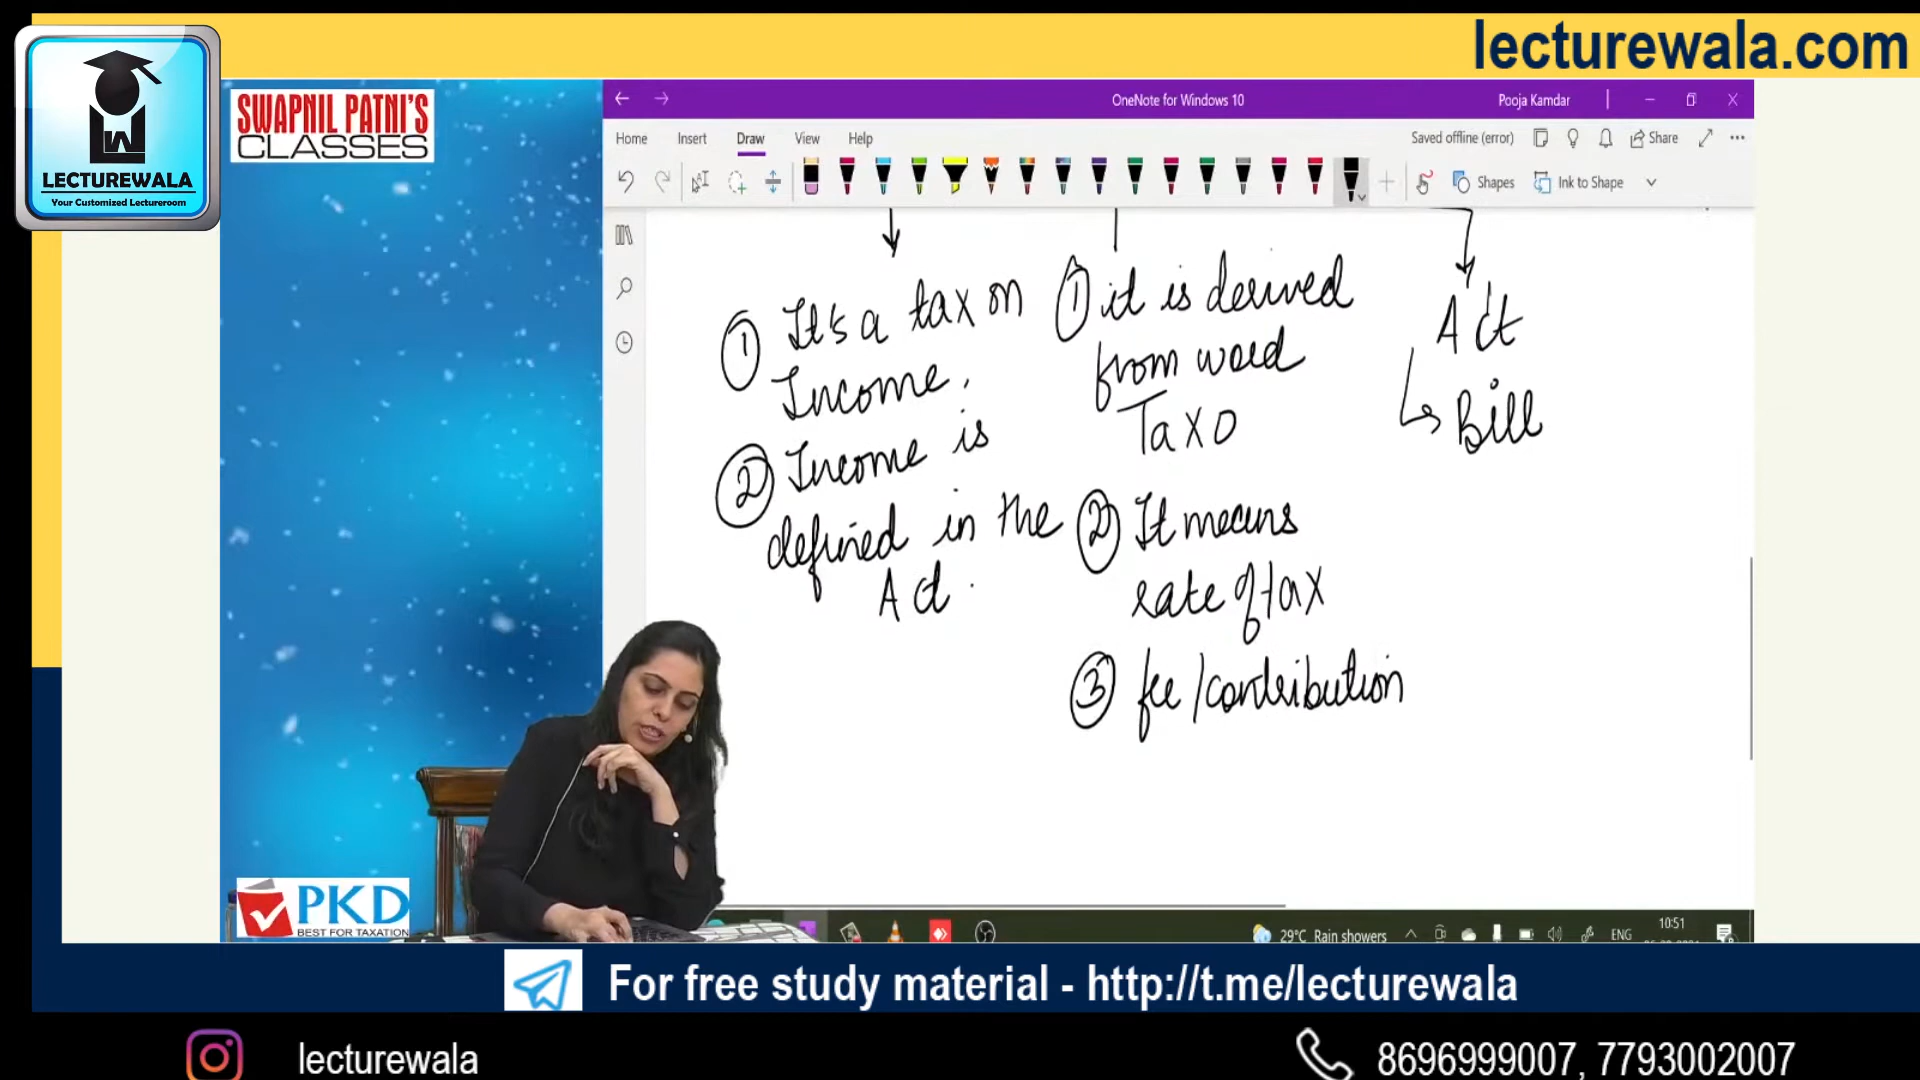 lecturewala.com
LW
LECTUREWALA
Your Customized Lectureroom
SWAPNIL PATNI'S
CLASSES
OneNote for Windows 10
Pooja Kamdar
Home Insert Draw View Help
Saved offline (error)
Share
Shapes
Ink to Shape
① It's a tax on
Income.
② Income is
defined in the
Act.
① it is derived
from word
Taxo
② It means
rate of tax
③ fee/contribution
Act
↳ Bill
PKD
BEST FOR TAXATION
29°C Rain showers
ENG
10:51
For free study material - http://t.me/lecturewala
lecturewala
8696999007, 7793002007